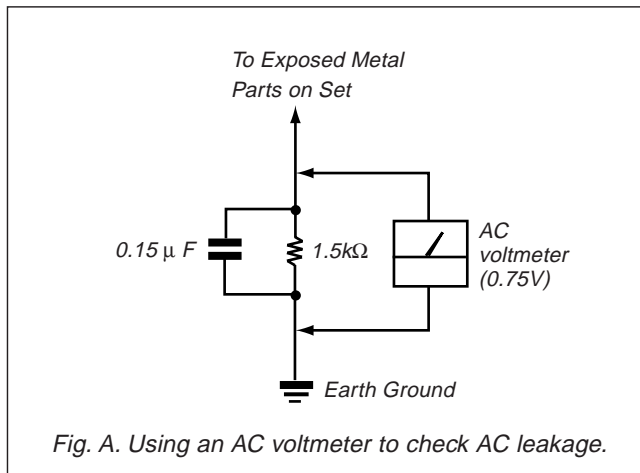 To Exposed Metal
Parts on Set
0.15 μ F
1.5kΩ
AC
voltmeter
(0.75V)
Earth Ground
Fig. A. Using an AC voltmeter to check AC leakage.